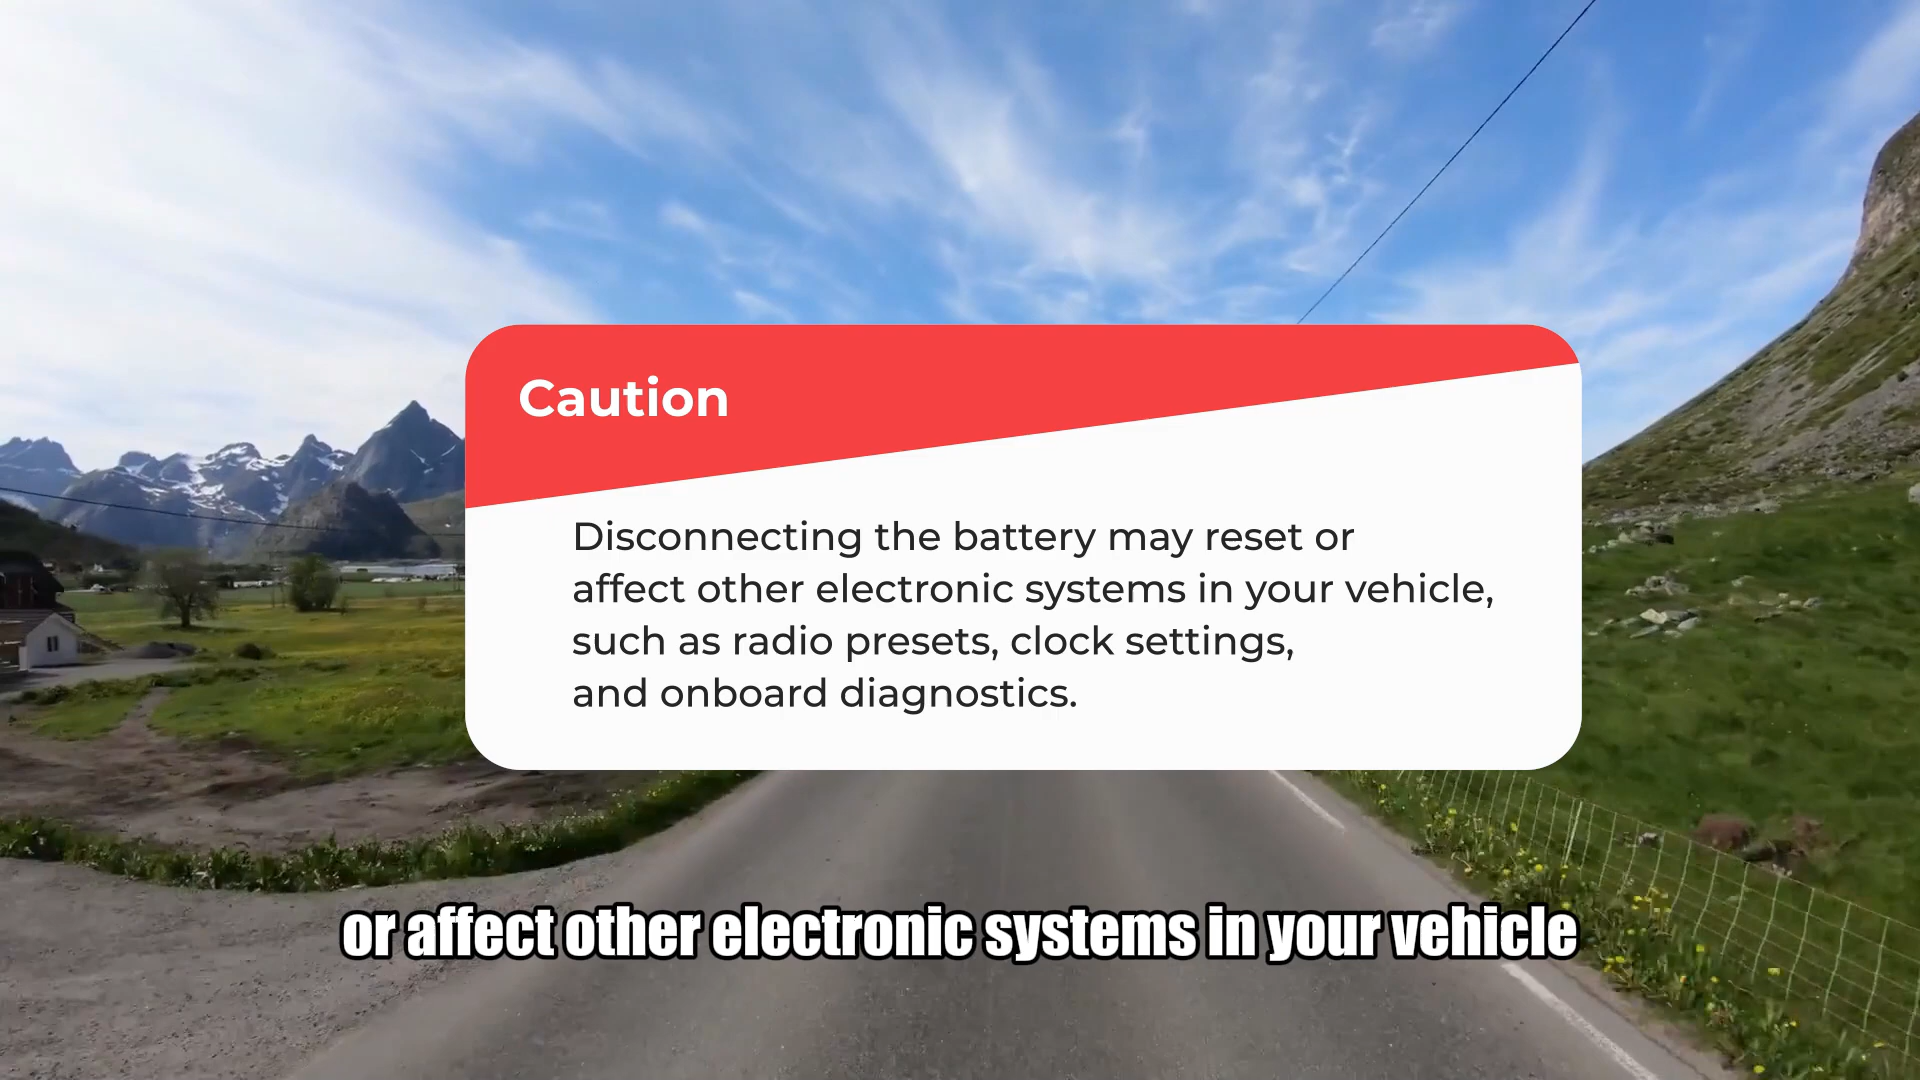 Caution
Disconnecting the battery may reset or
affect other electronic systems in your vehicle,
such as radio presets, clock settings,
and onboard diagnostics.
or affect other electronic systems in your vehicle